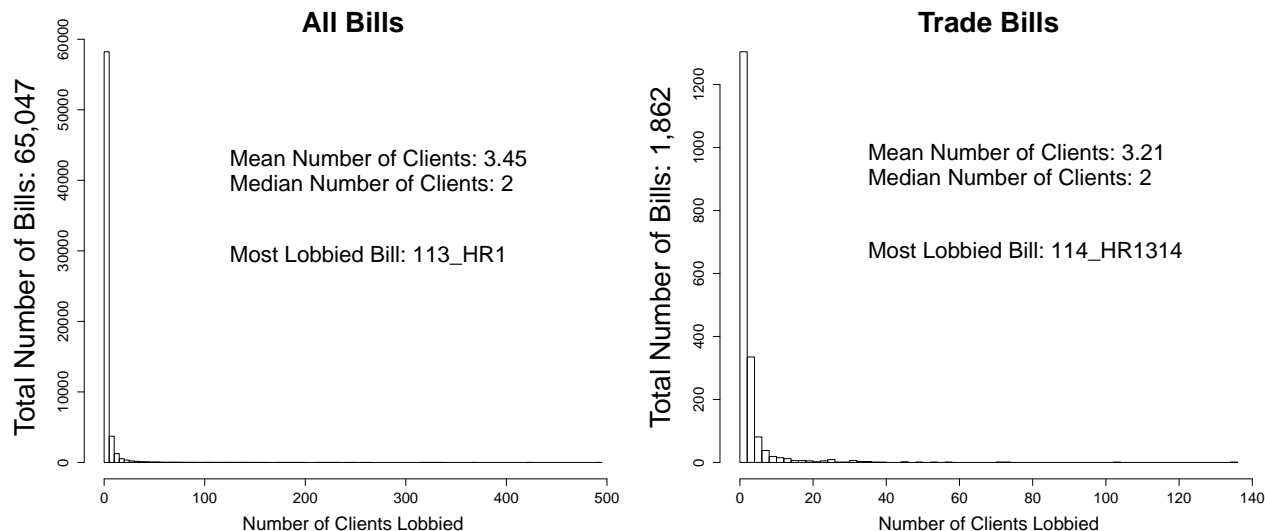 All Bills
Total Number of Bills: 65,047
60000
50000
40000
30000
20000
10000
0
Mean Number of Clients: 3.45
Median Number of Clients: 2
Most Lobbied Bill: 113_HR1
0 100 200 300 400 500
Number of Clients Lobbied
Trade Bills
Total Number of Bills: 1,862
1200
1000
800
600
400
200
0
Mean Number of Clients: 3.21
Median Number of Clients: 2
Most Lobbied Bill: 114_HR1314
0 20 40 60 80 100 120 140
Number of Clients Lobbied